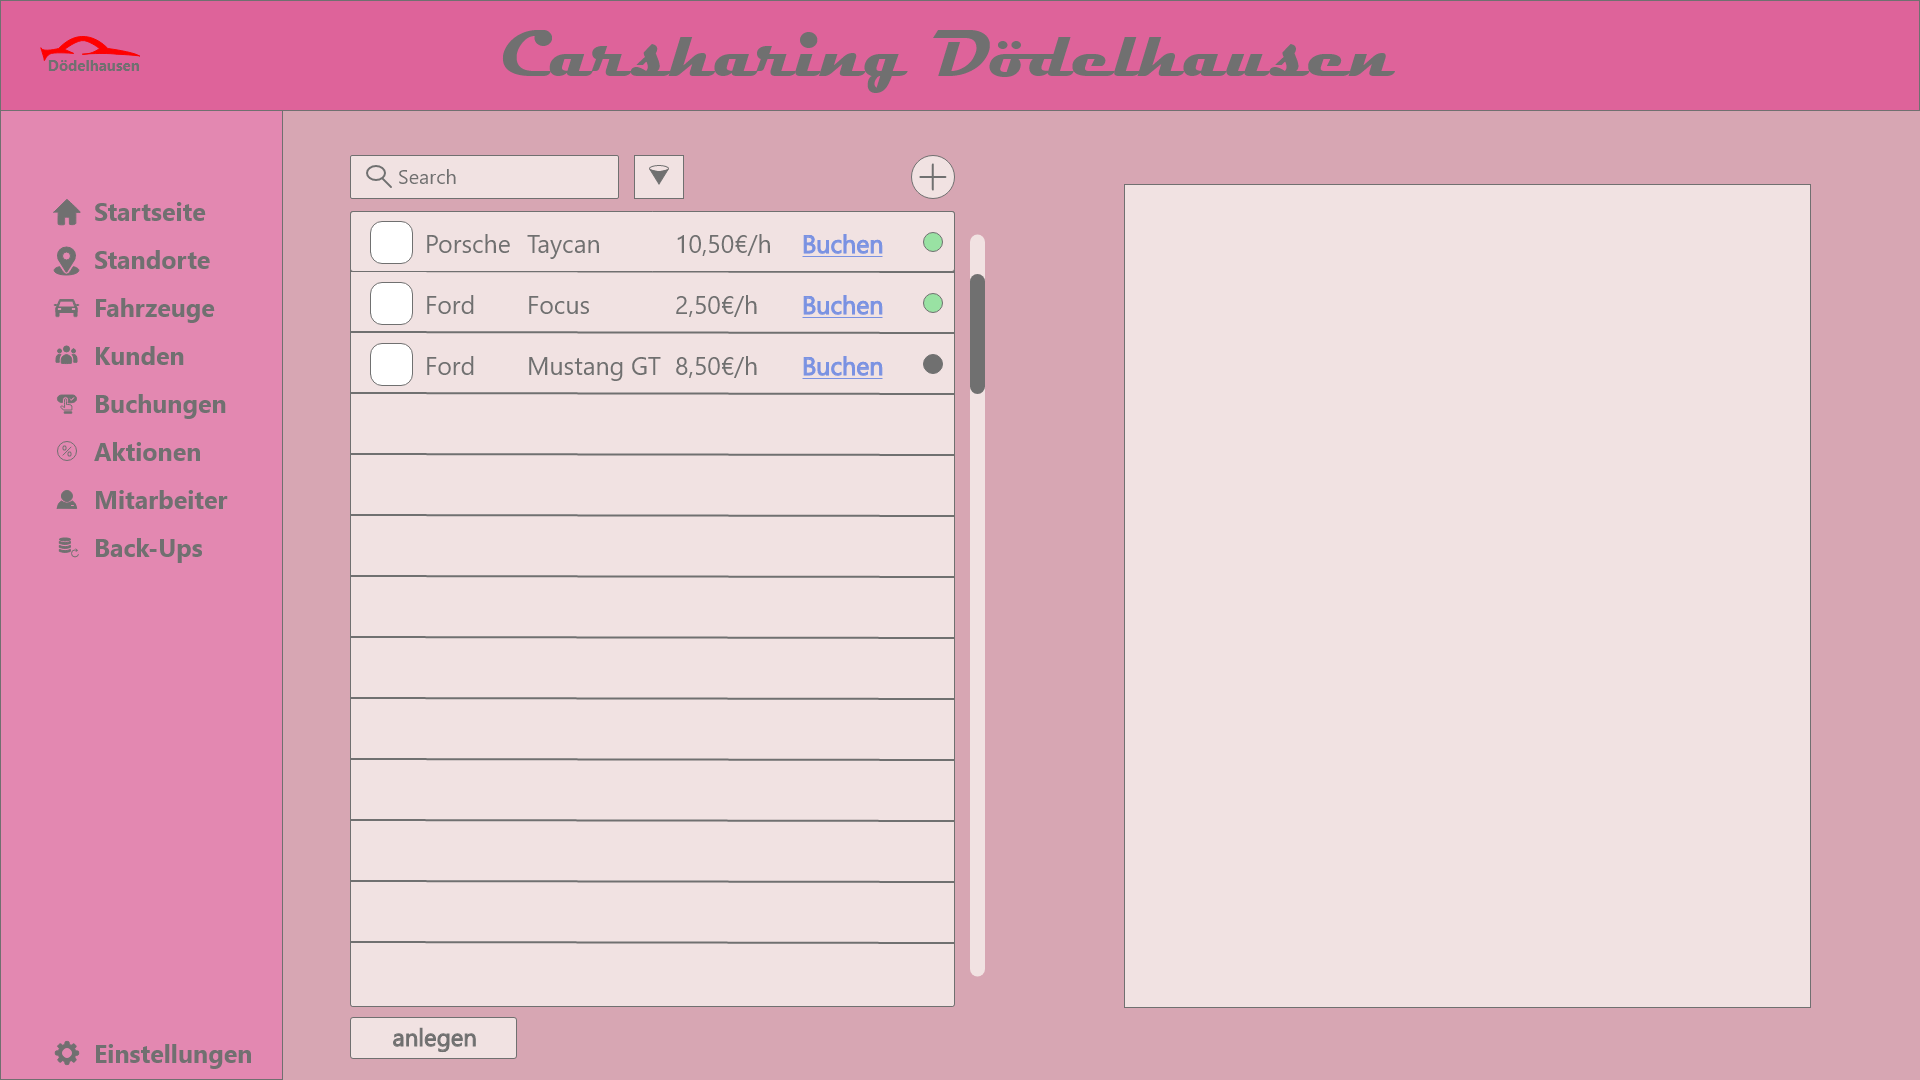 Dödelhausen
Carsharing Dödelhausen
Startseite
Standorte
Fahrzeuge
Kunden
Buchungen
Aktionen
Mitarbeiter
Back-Ups
Einstellungen
Search
Porsche Taycan 10,50€/h Buchen
Ford Focus 2,50€/h Buchen
Ford Mustang GT 8,50€/h Buchen
anlegen